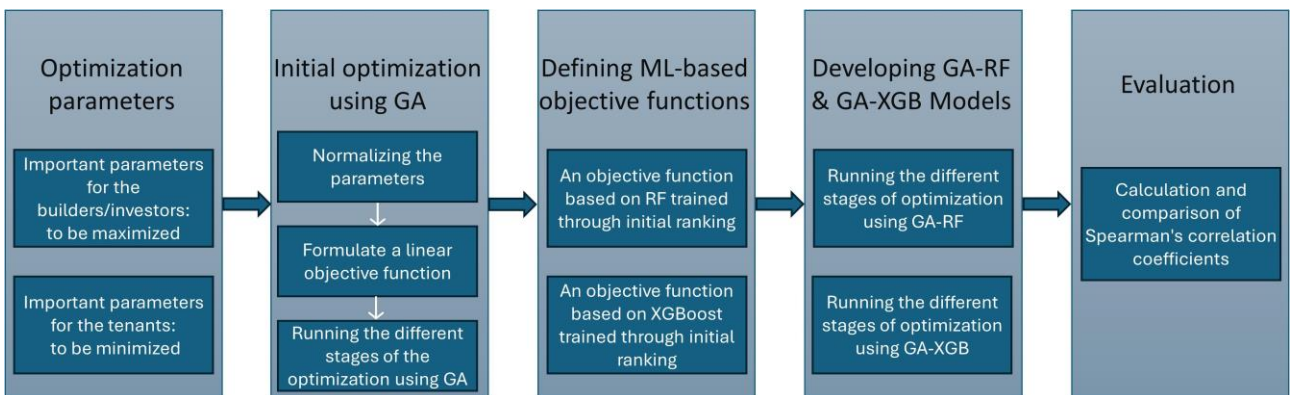 Optimization
parameters
Important parameters
for the
builders/investors:
to be maximized
Important parameters
for the tenants:
to be minimized
Initial optimization
using GA
Normalizing the
parameters
Formulate a linear
objective function
Running the different
stages of the
optimization using GA
Defining ML-based
objective functions
An objective function
based on RF trained
through initial ranking
An objective function
based on XGBoost
trained through initial
ranking
Developing GA-RF
& GA-XGB Models
Running the different
stages of optimization
using GA-RF
Running the different
stages of optimization
using GA-XGB
Evaluation
Calculation and
comparison of
Spearman's correlation
coefficients